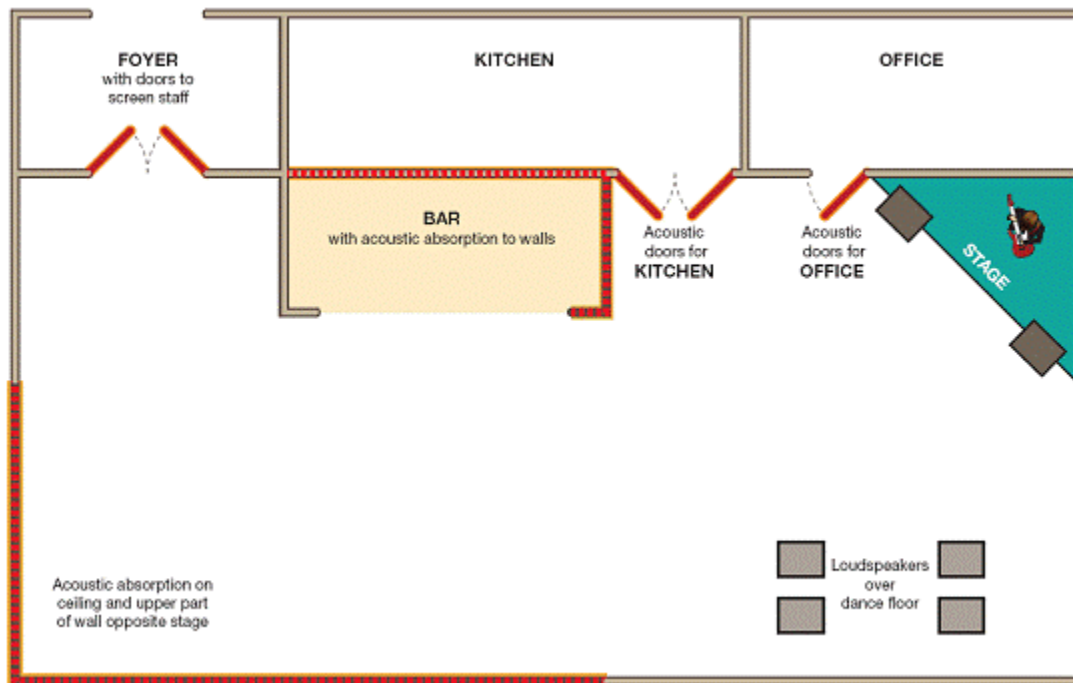 FOYER
with doors to
screen staff
KITCHEN
OFFICE
BAR
with acoustic absorption to walls
Acoustic
doors for
KITCHEN
Acoustic
doors for
OFFICE
STAGE
Acoustic absorption on
ceiling and upper part
of wall opposite stage
Loudspeakers
over
dance floor